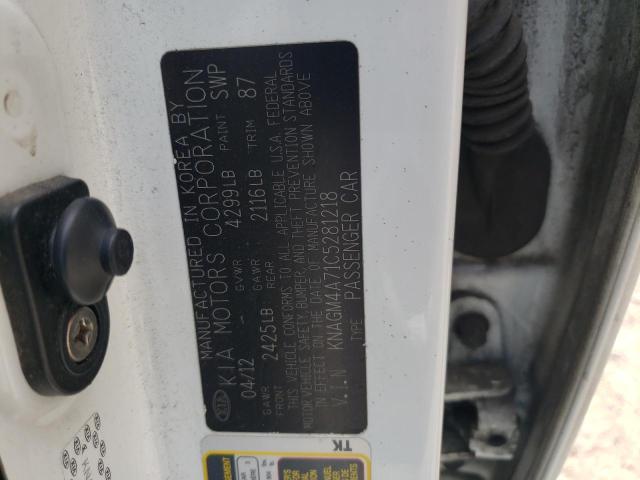 MANUFACTURED IN KOREA BY
KIA KIA MOTORS CORPORATION
04/12 GVWR 4299LB PAINT SWP
GAWR FRONT 2425LB GAWR REAR 2116LB TRIM 87
THIS VEHICLE CONFORMS TO ALL APPLICABLE U.S.A. FEDERAL
MOTOR VEHICLE SAFETY, BUMPER, AND THEFT PREVENTION STANDARDS
IN EFFECT ON THE DATE OF MANUFACTURE SHOWN ABOVE
V.I.N KNAGM4A71C5281218
TYPE PASSENGER CAR
TK